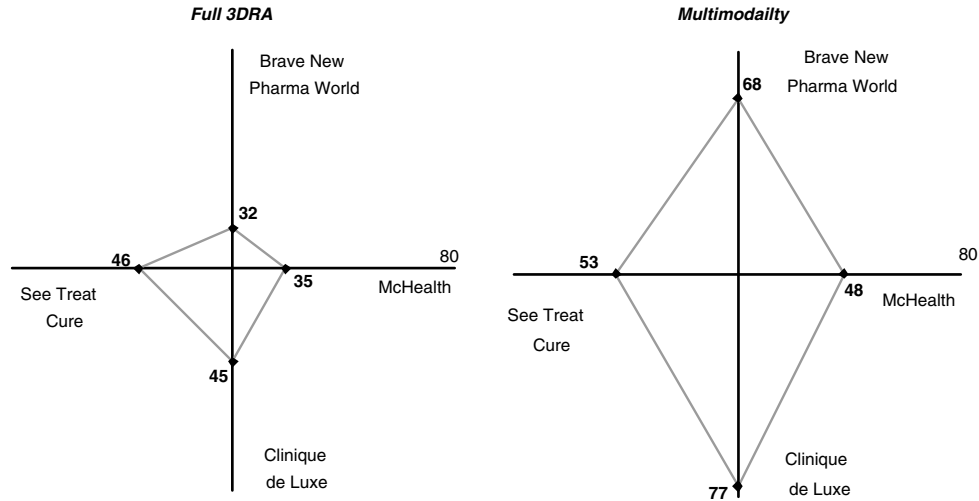 Full 3DRA
Brave New
Pharma World
32
46
35
80
McHealth
See Treat
Cure
45
Clinique
de Luxe
Multimodailty
68
Brave New
Pharma World
53
48
80
McHealth
See Treat
Cure
77
Clinique
de Luxe